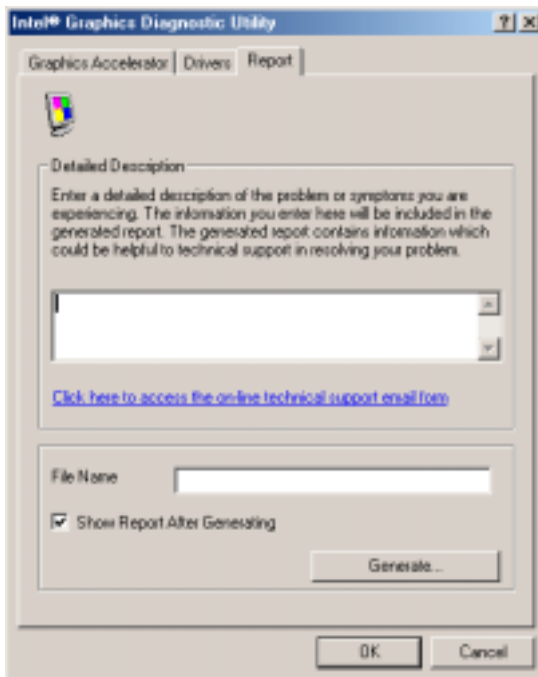 Intel® Graphics Diagnostic Utility
Graphics Accelerator Drivers Report
Detailed Description
Enter a detailed description of the problem or symptoms you are
experiencing. The information you enter here will be included in the
generated report. The generated report contains information which
could be helpful to technical support in resolving your problem.
Click here to access the on-line technical support email form
File Name
Show Report After Generating
Generate...
OK Cancel